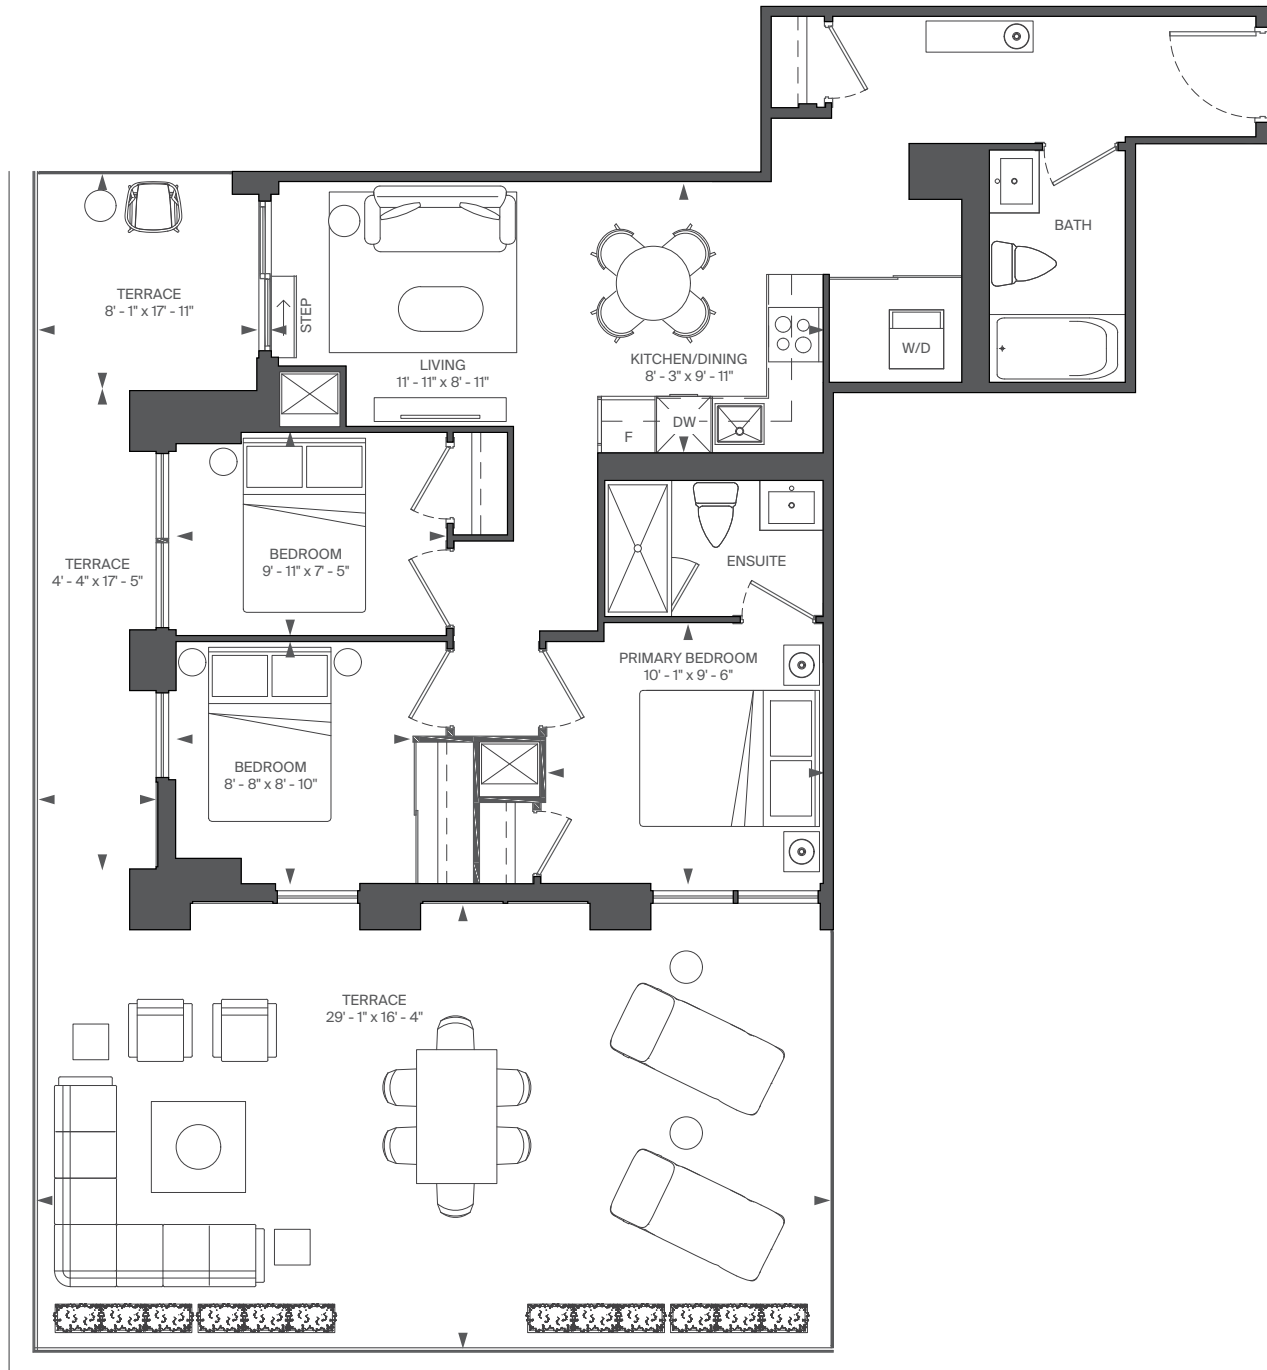 BATH
TERRACE
8' - 1" x 17' - 11"
STEP
W/D
LIVING
11' - 11" x 8' - 11"
KITCHEN/DINING
8' - 3" x 9' - 11"
F
DW
BEDROOM
9' - 11" x 7' - 5"
TERRACE
4' - 4" x 17' - 5"
ENSUITE
PRIMARY BEDROOM
10' - 1" x 9' - 6"
BEDROOM
8' - 8" x 8' - 10"
TERRACE
29' - 1" x 16' - 4"